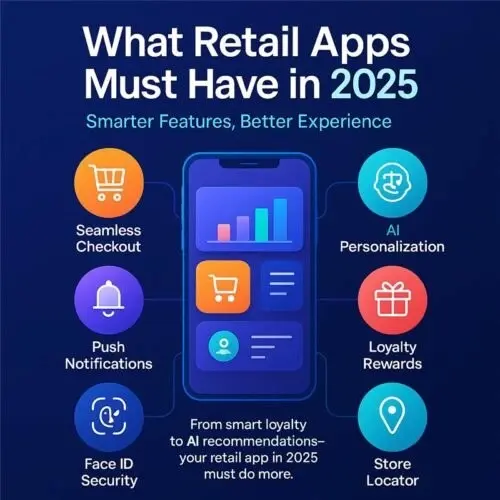 What Retail Apps
Must Have in 2025
Smarter Features, Better Experience
Seamless
Checkout
AI
Personalization
Push
Notifications
Loyalty
Rewards
Face ID
Security
From smart loyalty
to AI recommendations–
your retail app in 2025
must do more.
Store
Locator